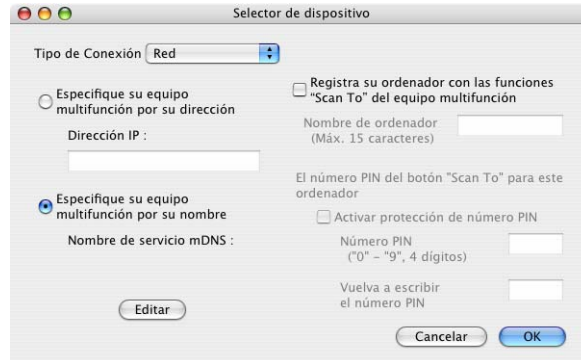 Selector de dispositivo
Tipo de Conexión Red
Especifique su equipo
multifunción por su dirección
Dirección IP :
Especifique su equipo
multifunción por su nombre
Nombre de servicio mDNS :
Editar
Registra su ordenador con las funciones
“Scan To” del equipo multifunción
Nombre de ordenador
(Máx. 15 caracteres)
El número PIN del botón "Scan To" para este
ordenador
Activar protección de número PIN
Número PIN
("0" – "9", 4 dígitos)
Vuelva a escribir
el número PIN
Cancelar
OK